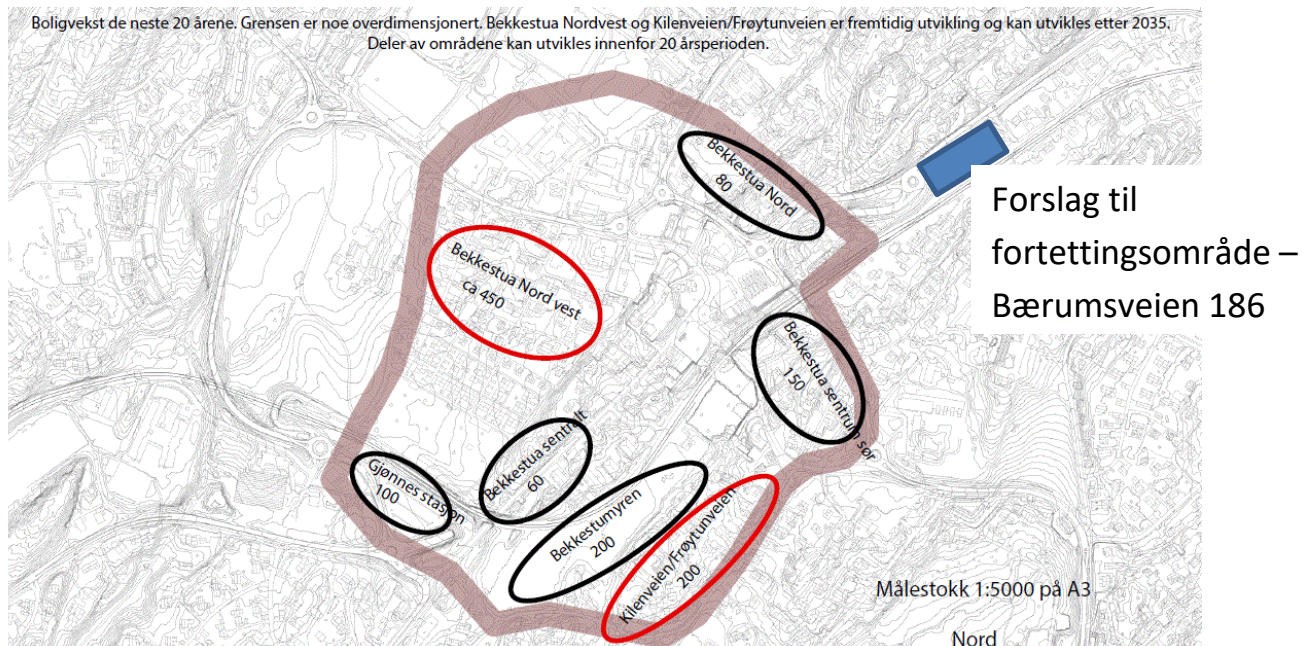 Boligvekst de neste 20 årene. Grensen er noe overdimensjonert. Bekkestua Nordvest og Kilenveien/Frøytunveien er fremtidig utvikling og kan utvikles etter 2035.
Deler av områdene kan utvikles innenfor 20 årsperioden.
Bekkestua Nord
80
Forslag til
fortettingsområde –
Bærumsveien 186
Bekkestua Nord vest
ca 450
Bekkestua sentrum sør
150
Bekkestua sentralt
60
Gjønnes stasjon
100
Bekkestumyren
200
Kilenveien/Frøytunveien
200
Målestokk 1:5000 på A3
Nord